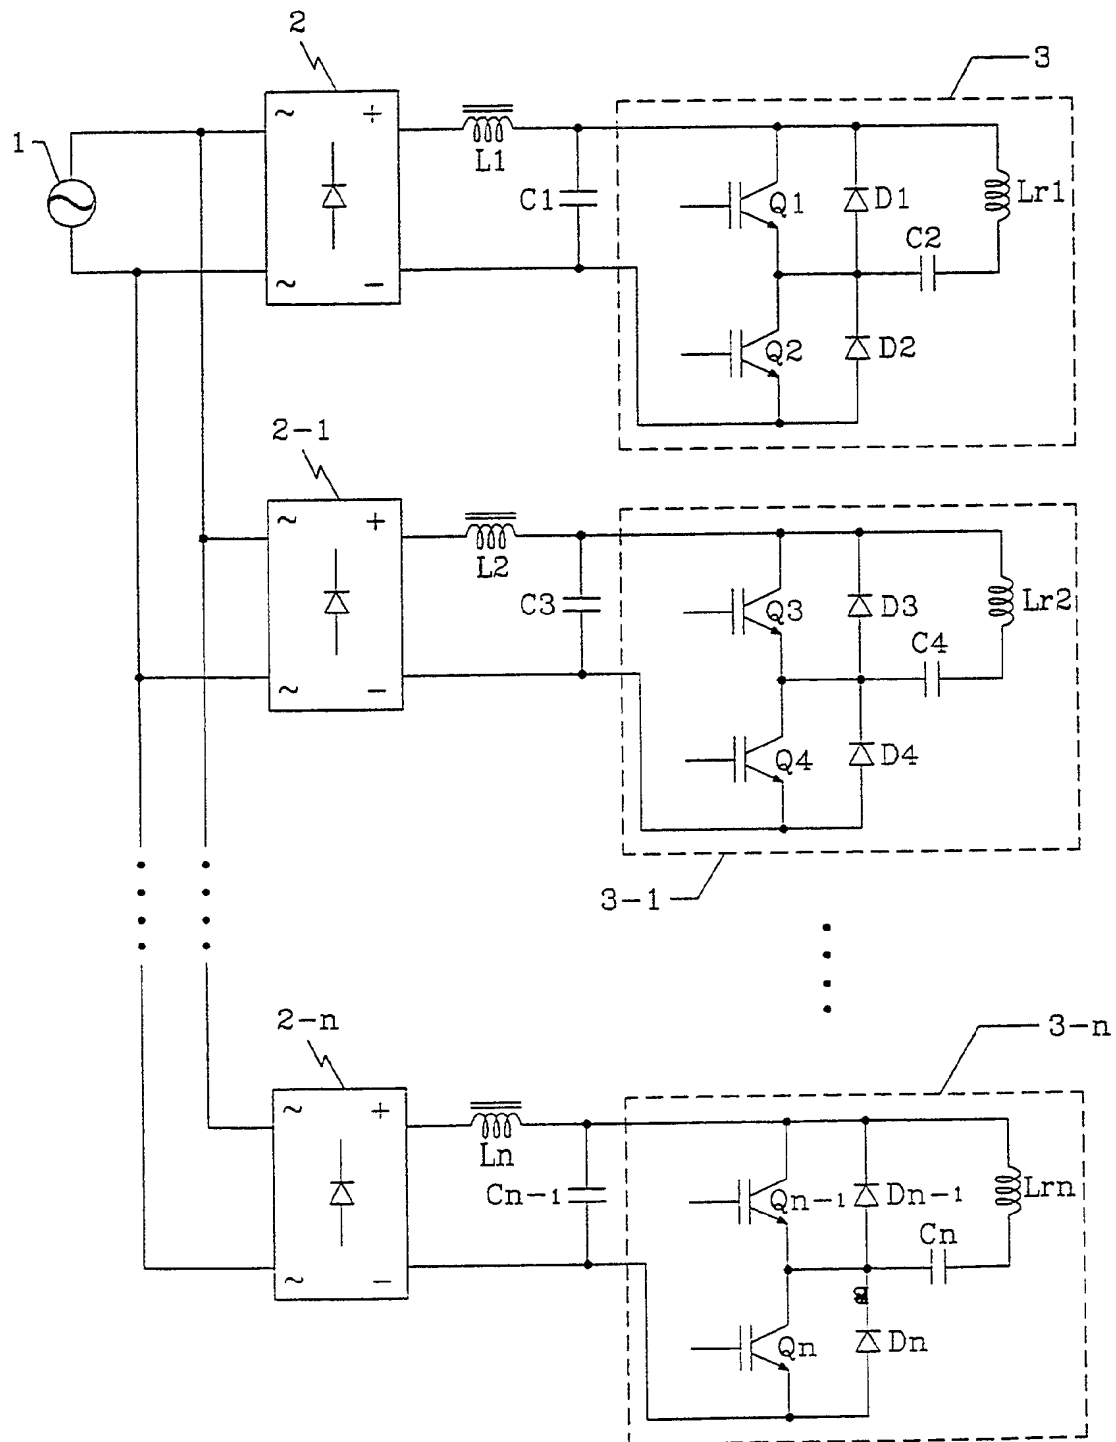 2
3
1
~ +
L1
C1
Q1
D1
Lr1
C2
~ −
Q2
D2
2-1
~ +
L2
C3
Q3
D3
Lr2
C4
~ −
Q4
D4
3-1
2-n
3-n
~ +
Ln
Cn-1
Qn-1
Dn-1
Lrn
Cn
~ −
Qn
Dn